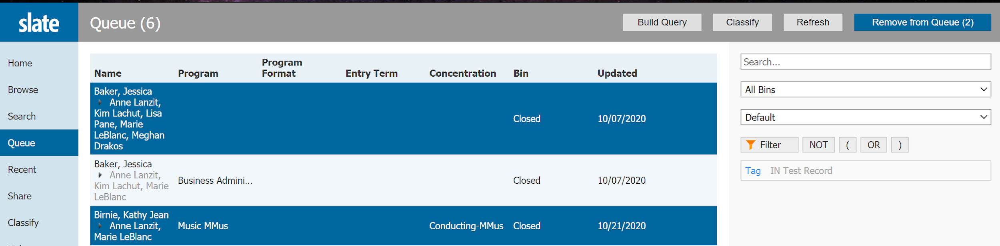 slate
Queue (6)
Build Query
Classify
Refresh
Remove from Queue (2)
Home
Browse
Search
Queue
Recent
Share
Classify
Name
Program
Program
Format
Entry Term
Concentration
Bin
Updated
Baker, Jessica
Anne Lanzit,
Kim Lachut, Lisa
Pane, Marie
LeBlanc, Meghan
Drakos
Closed
10/07/2020
Baker, Jessica
Anne Lanzit,
Kim Lachut, Marie
LeBlanc
Business Admini...
Closed
10/07/2020
Birnie, Kathy Jean
Anne Lanzit,
Marie LeBlanc
Music MMus
Conducting-MMus
Closed
10/21/2020
Search...
All Bins
Default
Filter
NOT
(
OR
)
Tag IN Test Record